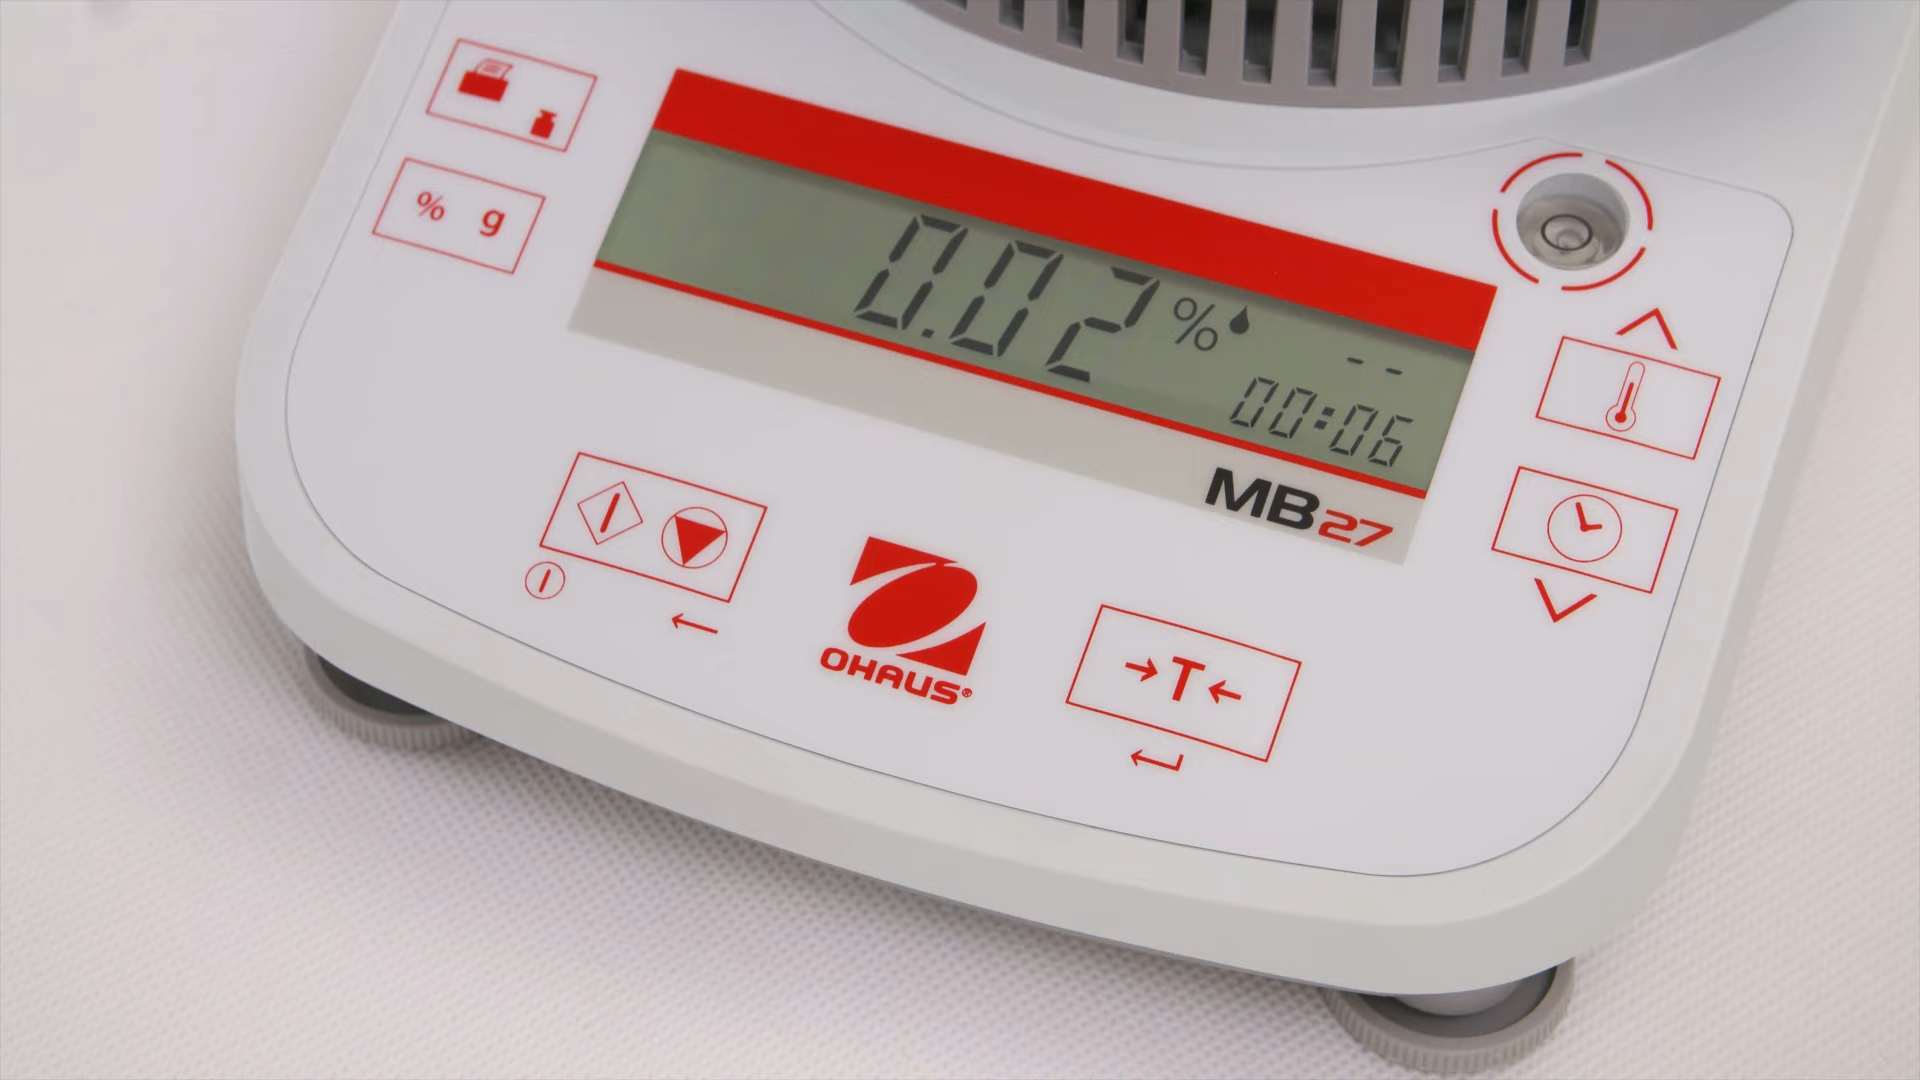 % g
0.02 %
--
00:06
MB27
OHAUS®
→T←